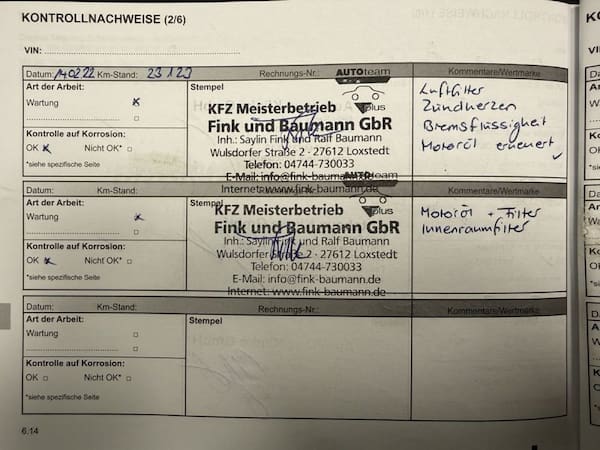 KONTROLLNACHWEISE (2/6)
VIN:
Datum: 140222 Km-Stand: 23123 Rechnungs-Nr.: AUTOteam Kommentare/Wertmarke
Art der Arbeit: Stempel
Wartung x
plus
KFZ Meisterbetrieb
Fink und Baumann GbR
Inh.: Saylin Fink und Ralf Baumann
Wulsdorfer Straße 2 · 27612 Loxstedt
Telefon: 04744-730033
E-Mail: info@fink-baumann.de
Internet: www.fink-baumann.de
Luftfilter
Zündkerzen
Bremsflüssigkeit
Motoröl erneuert ✓
Kontrolle auf Korrosion:
OK x Nicht OK*
*siehe spezifische Seite
Datum: Km-Stand: AUTOteam Kommentare/Wertmarke
Art der Arbeit:
Wartung x
plus
KFZ Meisterbetrieb
Fink und Baumann GbR
Inh.: Saylin Fink und Ralf Baumann
Wulsdorfer Straße 2 · 27612 Loxstedt
Telefon: 04744-730033
E-Mail: info@fink-baumann.de
Internet: www.fink-baumann.de
Motoröl + Filter
Innenraumfilter
Kontrolle auf Korrosion:
OK x Nicht OK*
*siehe spezifische Seite
Datum: Km-Stand: Rechnungs-Nr.: Kommentare/Wertmarke
Art der Arbeit: Stempel
Wartung
Kontrolle auf Korrosion:
OK Nicht OK*
*siehe spezifische Seite
6.14